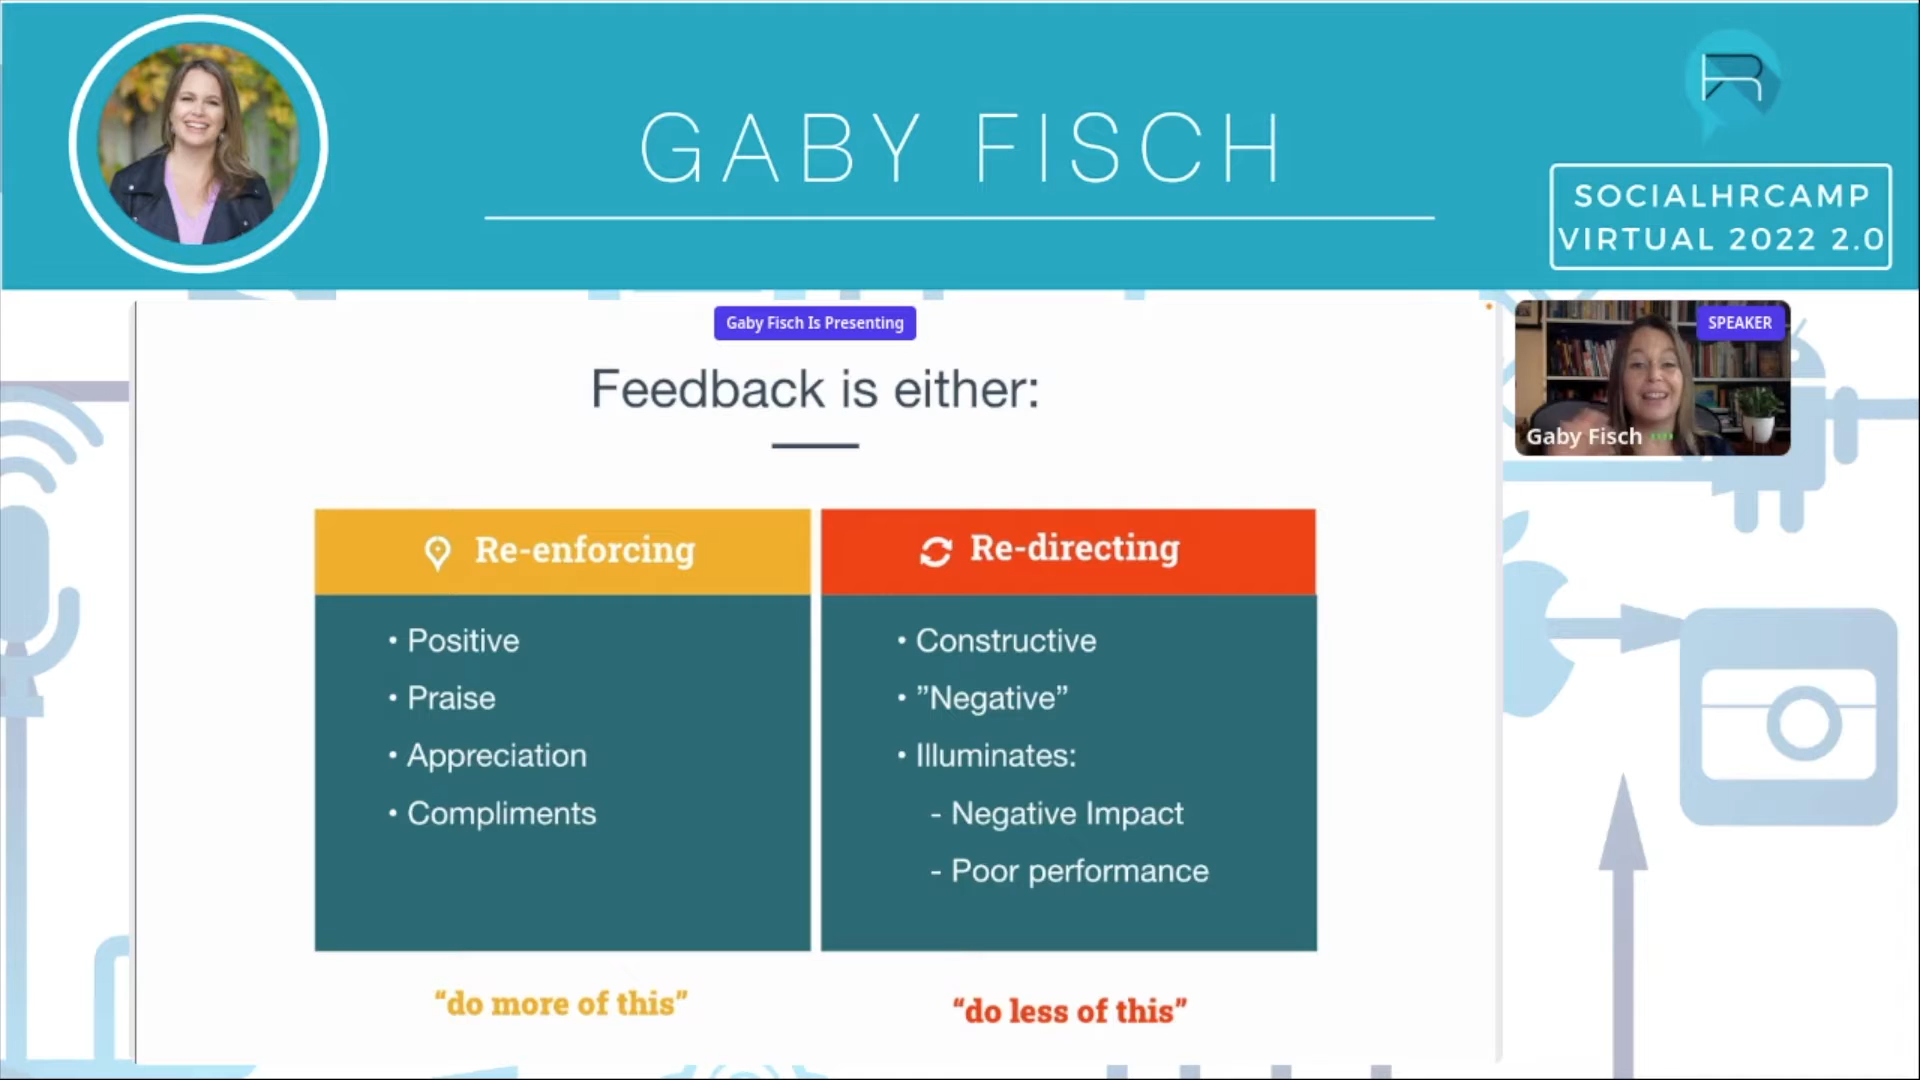 GABY FISCH
SOCIALHRCAMP
VIRTUAL 2022 2.0
Gaby Fisch Is Presenting
SPEAKER
Gaby Fisch
Feedback is either:
Re-enforcing
• Positive
• Praise
• Appreciation
• Compliments
“do more of this”
Re-directing
• Constructive
• ”Negative”
• Illuminates:
- Negative Impact
- Poor performance
“do less of this”